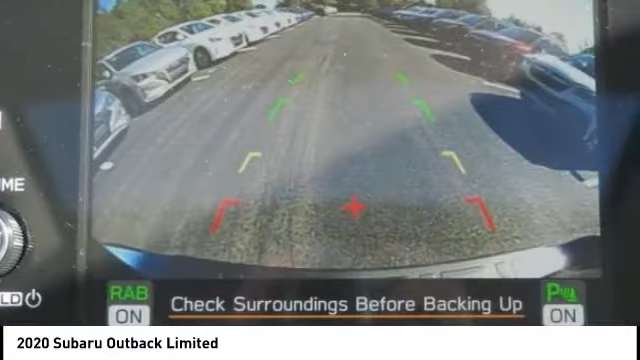 RAB
ON
Check Surroundings Before Backing Up
P
ON
2020 Subaru Outback Limited